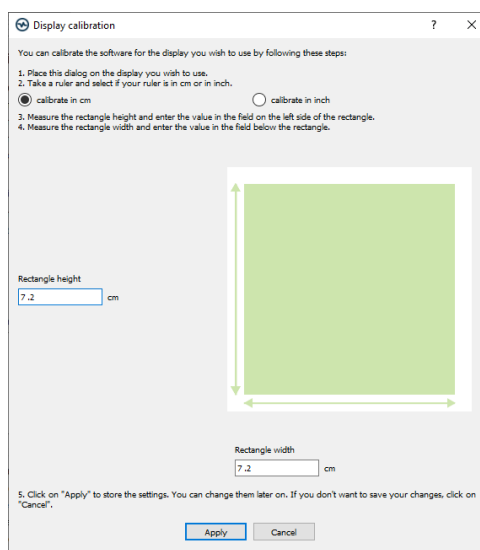 Display calibration
?
You can calibrate the software for the display you wish to use by following these steps:
1. Place this dialog on the display you wish to use.
2. Take a ruler and select if your ruler is in cm or in inch.
calibrate in cm
calibrate in inch
3. Measure the rectangle height and enter the value in the field on the left side of the rectangle.
4. Measure the rectangle width and enter the value in the field below the rectangle.
Rectangle height
7.2 cm
Rectangle width
7.2 cm
5. Click on "Apply" to store the settings. You can change them later on. If you don't want to save your changes, click on
"Cancel".
Apply
Cancel